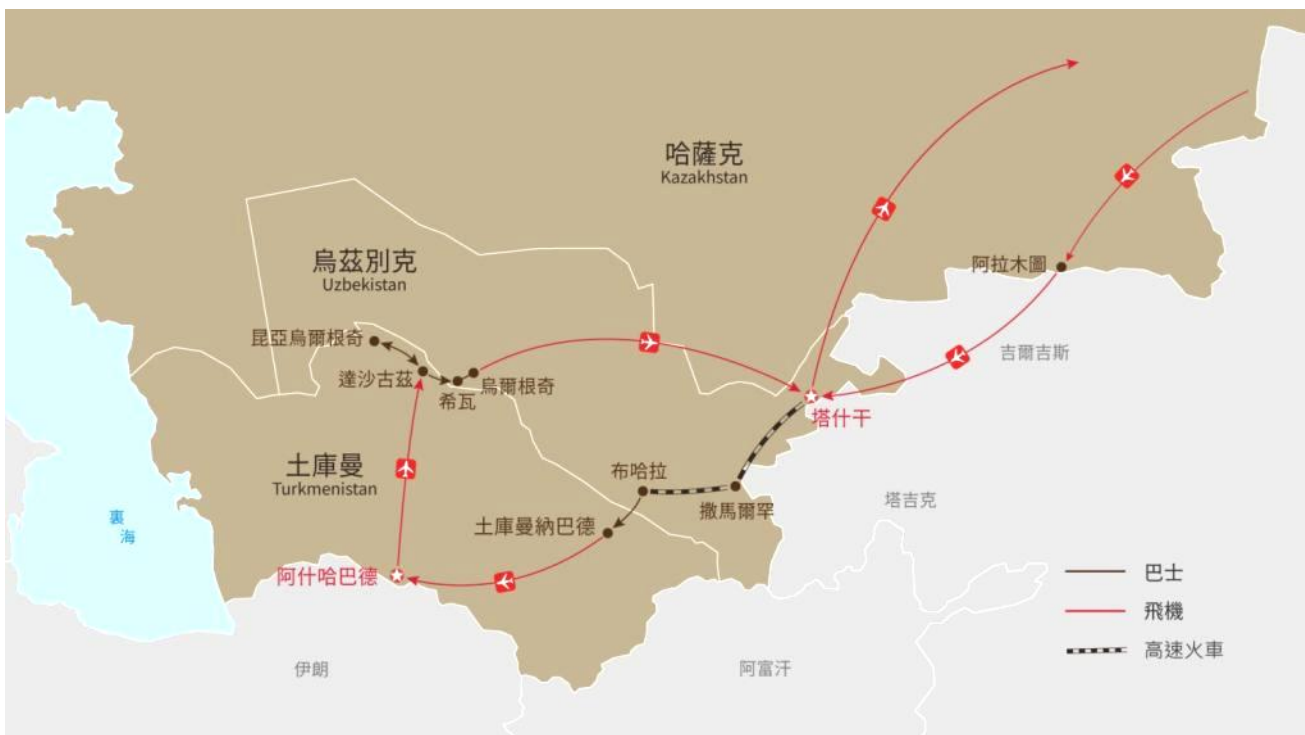 哈薩克
Kazakhstan
烏茲別克
Uzbekistan
阿拉木圖
昆亞烏爾根奇
吉爾吉斯
達沙古茲
烏爾根奇
希瓦
塔什干
土庫曼
Turkmenistan
布哈拉
撒馬爾罕
塔吉克
裏
海
土庫曼納巴德
阿什哈巴德
巴士
飛機
高速火車
伊朗
阿富汗